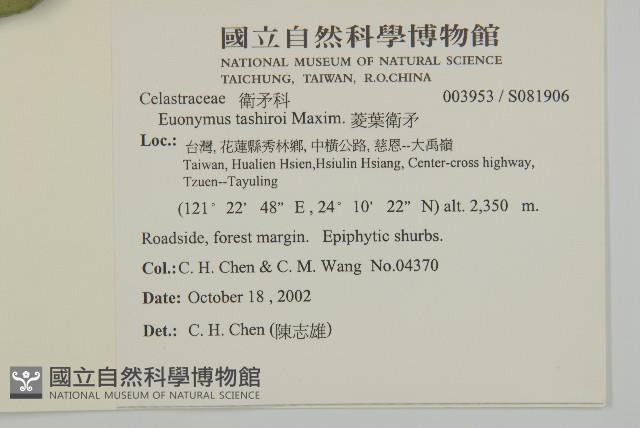 國立自然科學博物館
NATIONAL MUSEUM OF NATURAL SCIENCE
TAICHUNG, TAIWAN, R.O.CHINA
Celastraceae 衛矛科 003953 / S081906
Euonymus tashiroi Maxim. 菱葉衛矛
Loc.: 台灣, 花蓮縣秀林鄉, 中橫公路, 慈恩--大禹嶺
Taiwan, Hualien Hsien,Hsiulin Hsiang, Center-cross highway,
Tzuen--Tayuling
(121° 22' 48" E , 24° 10' 22" N) alt. 2,350 m.
Roadside, forest margin. Epiphytic shurbs.
Col.: C. H. Chen & C. M. Wang No.04370
Date: October 18 , 2002
Det.: C. H. Chen (陳志雄)
國立自然科學博物館
NATIONAL MUSEUM OF NATURAL SCIENCE